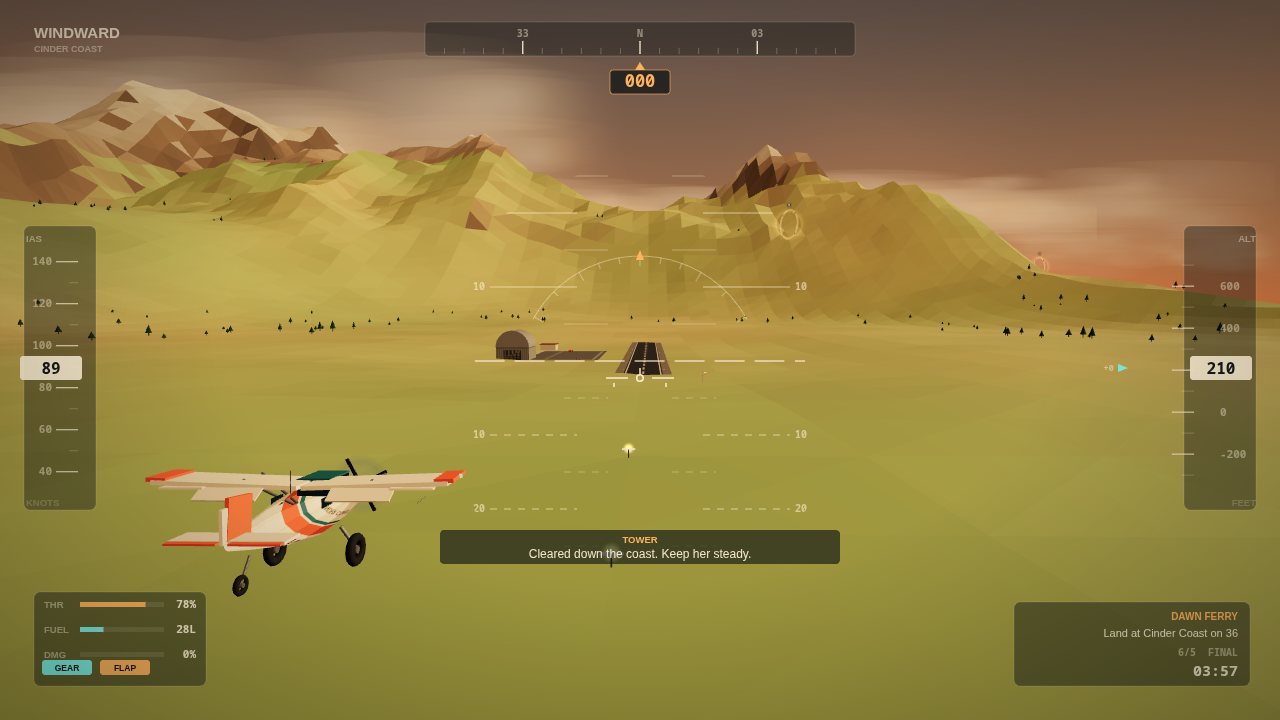 WINDWARD
CINDER COAST
33 N 03
000
IAS
140
120
100
89
80
60
40
KNOTS
ALT
600
400
210
0
-200
FEET
+0
10 10
10 10
20 20
TOWER
Cleared down the coast. Keep her steady.
THR 78%
FUEL 28L
DMG 0%
GEAR FLAP
DAWN FERRY
Land at Cinder Coast on 36
6/5 FINAL
03:57